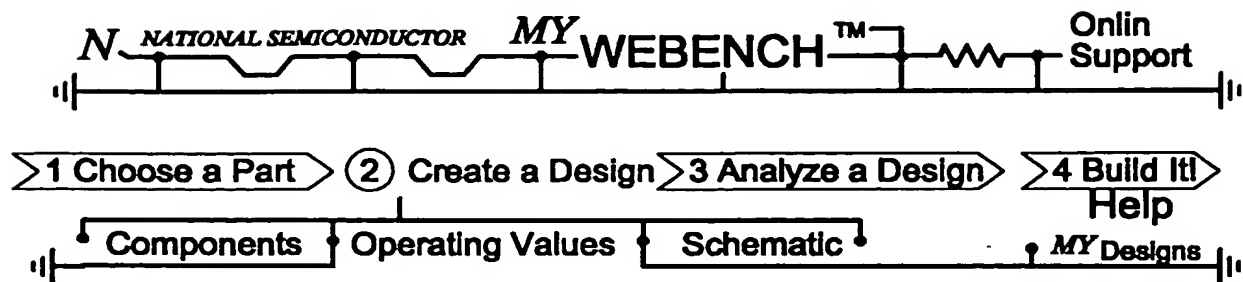 N NATIONAL SEMICONDUCTOR MY WEBENCH™ Onlin
Support
1 Choose a Part 2 Create a Design 3 Analyze a Design 4 Build It!
Help
Components Operating Values Schematic MY Designs